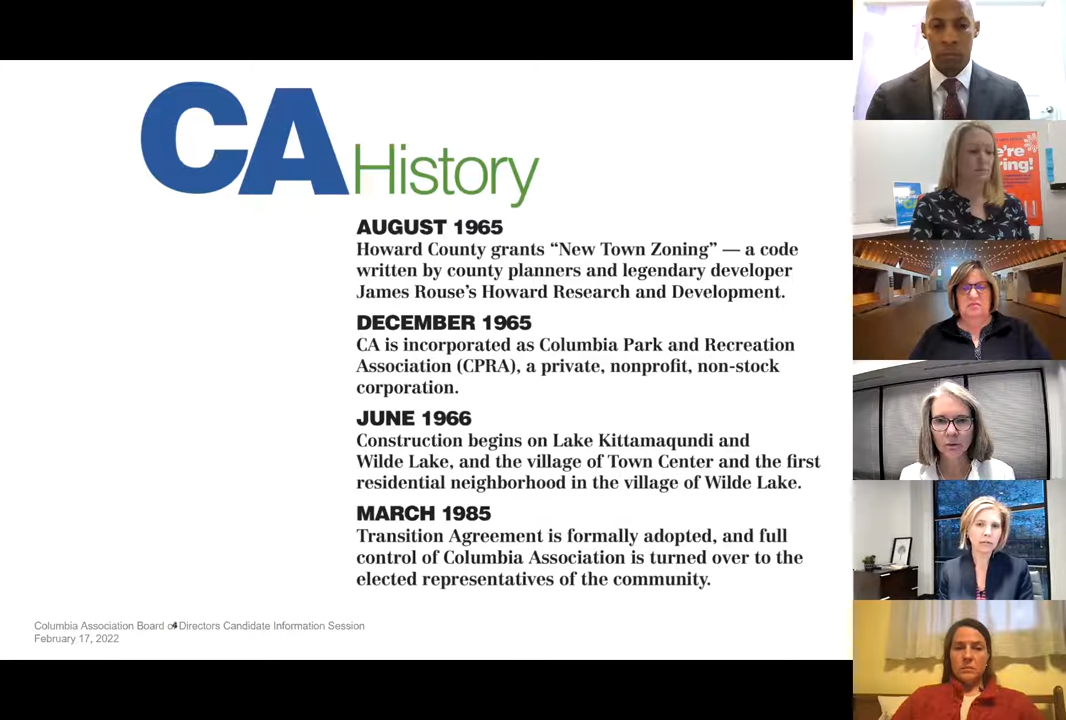 CA History
AUGUST 1965
Howard County grants “New Town Zoning” — a code
written by county planners and legendary developer
James Rouse’s Howard Research and Development.
DECEMBER 1965
CA is incorporated as Columbia Park and Recreation
Association (CPRA), a private, nonprofit, non-stock
corporation.
JUNE 1966
Construction begins on Lake Kittamaqundi and
Wilde Lake, and the village of Town Center and the first
residential neighborhood in the village of Wilde Lake.
MARCH 1985
Transition Agreement is formally adopted, and full
control of Columbia Association is turned over to the
elected representatives of the community.
Columbia Association Board of Directors Candidate Information Session
February 17, 2022
4